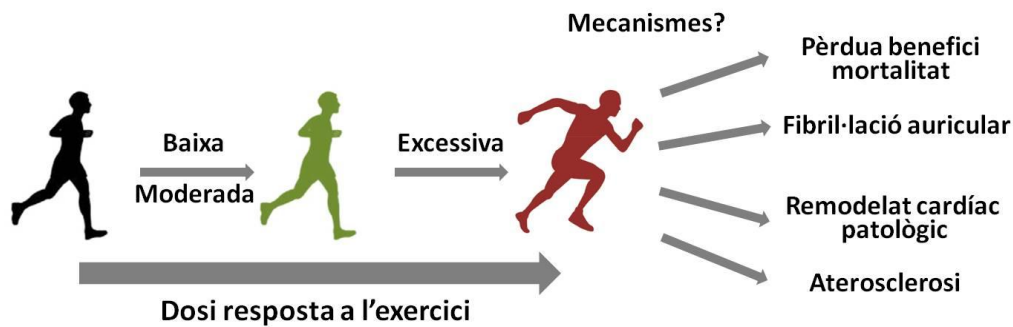 Mecanismes?
Pèrdua benefici
mortalitat
Baixa
Moderada
Excessiva
Fibril·lació auricular
Remodelat cardíac
patològic
Aterosclerosi
Dosi resposta a l’exercici